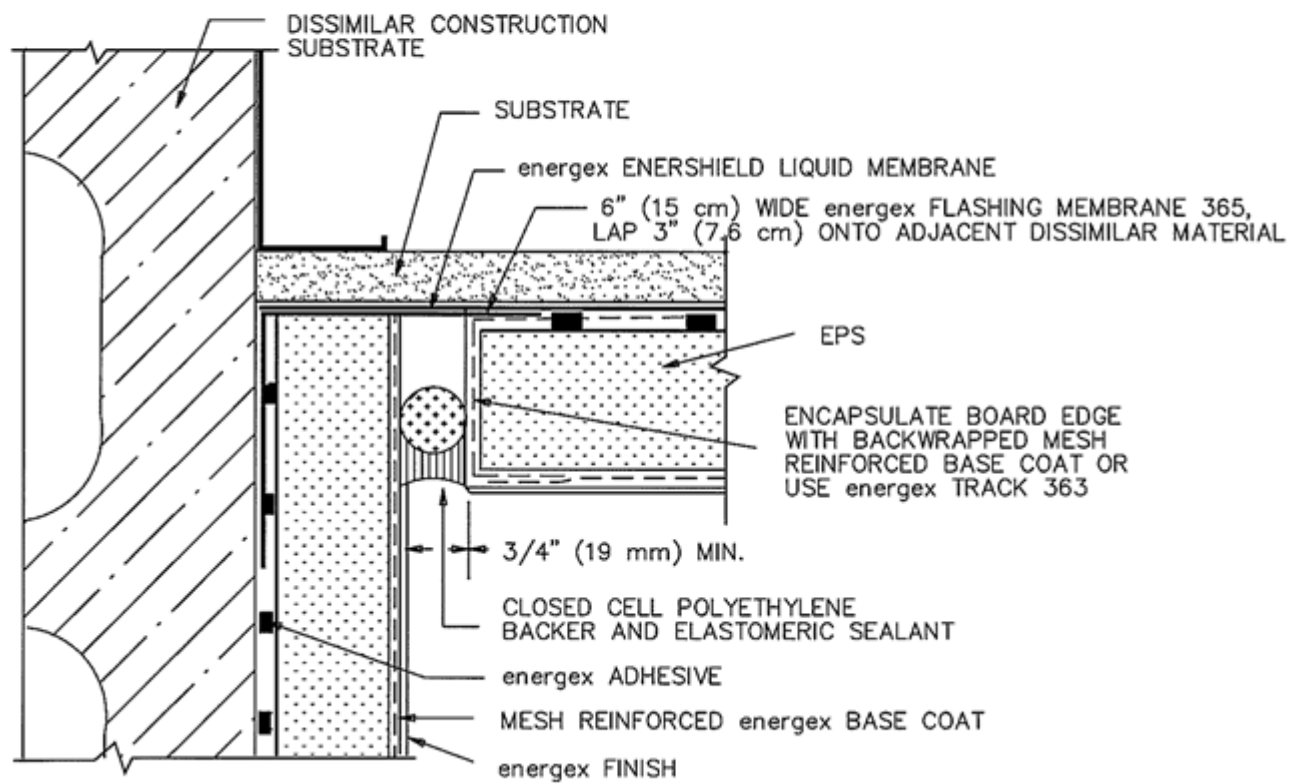 DISSIMILAR CONSTRUCTION
SUBSTRATE
SUBSTRATE
energex ENERSHIELD LIQUID MEMBRANE
6" (15 cm) WIDE energex FLASHING MEMBRANE 365,
LAP 3" (7,6 cm) ONTO ADJACENT DISSIMILAR MATERIAL
EPS
ENCAPSULATE BOARD EDGE
WITH BACKWRAPPED MESH
REINFORCED BASE COAT OR
USE energex TRACK 363
3/4" (19 mm) MIN.
CLOSED CELL POLYETHYLENE
BACKER AND ELASTOMERIC SEALANT
energex ADHESIVE
MESH REINFORCED energex BASE COAT
energex FINISH